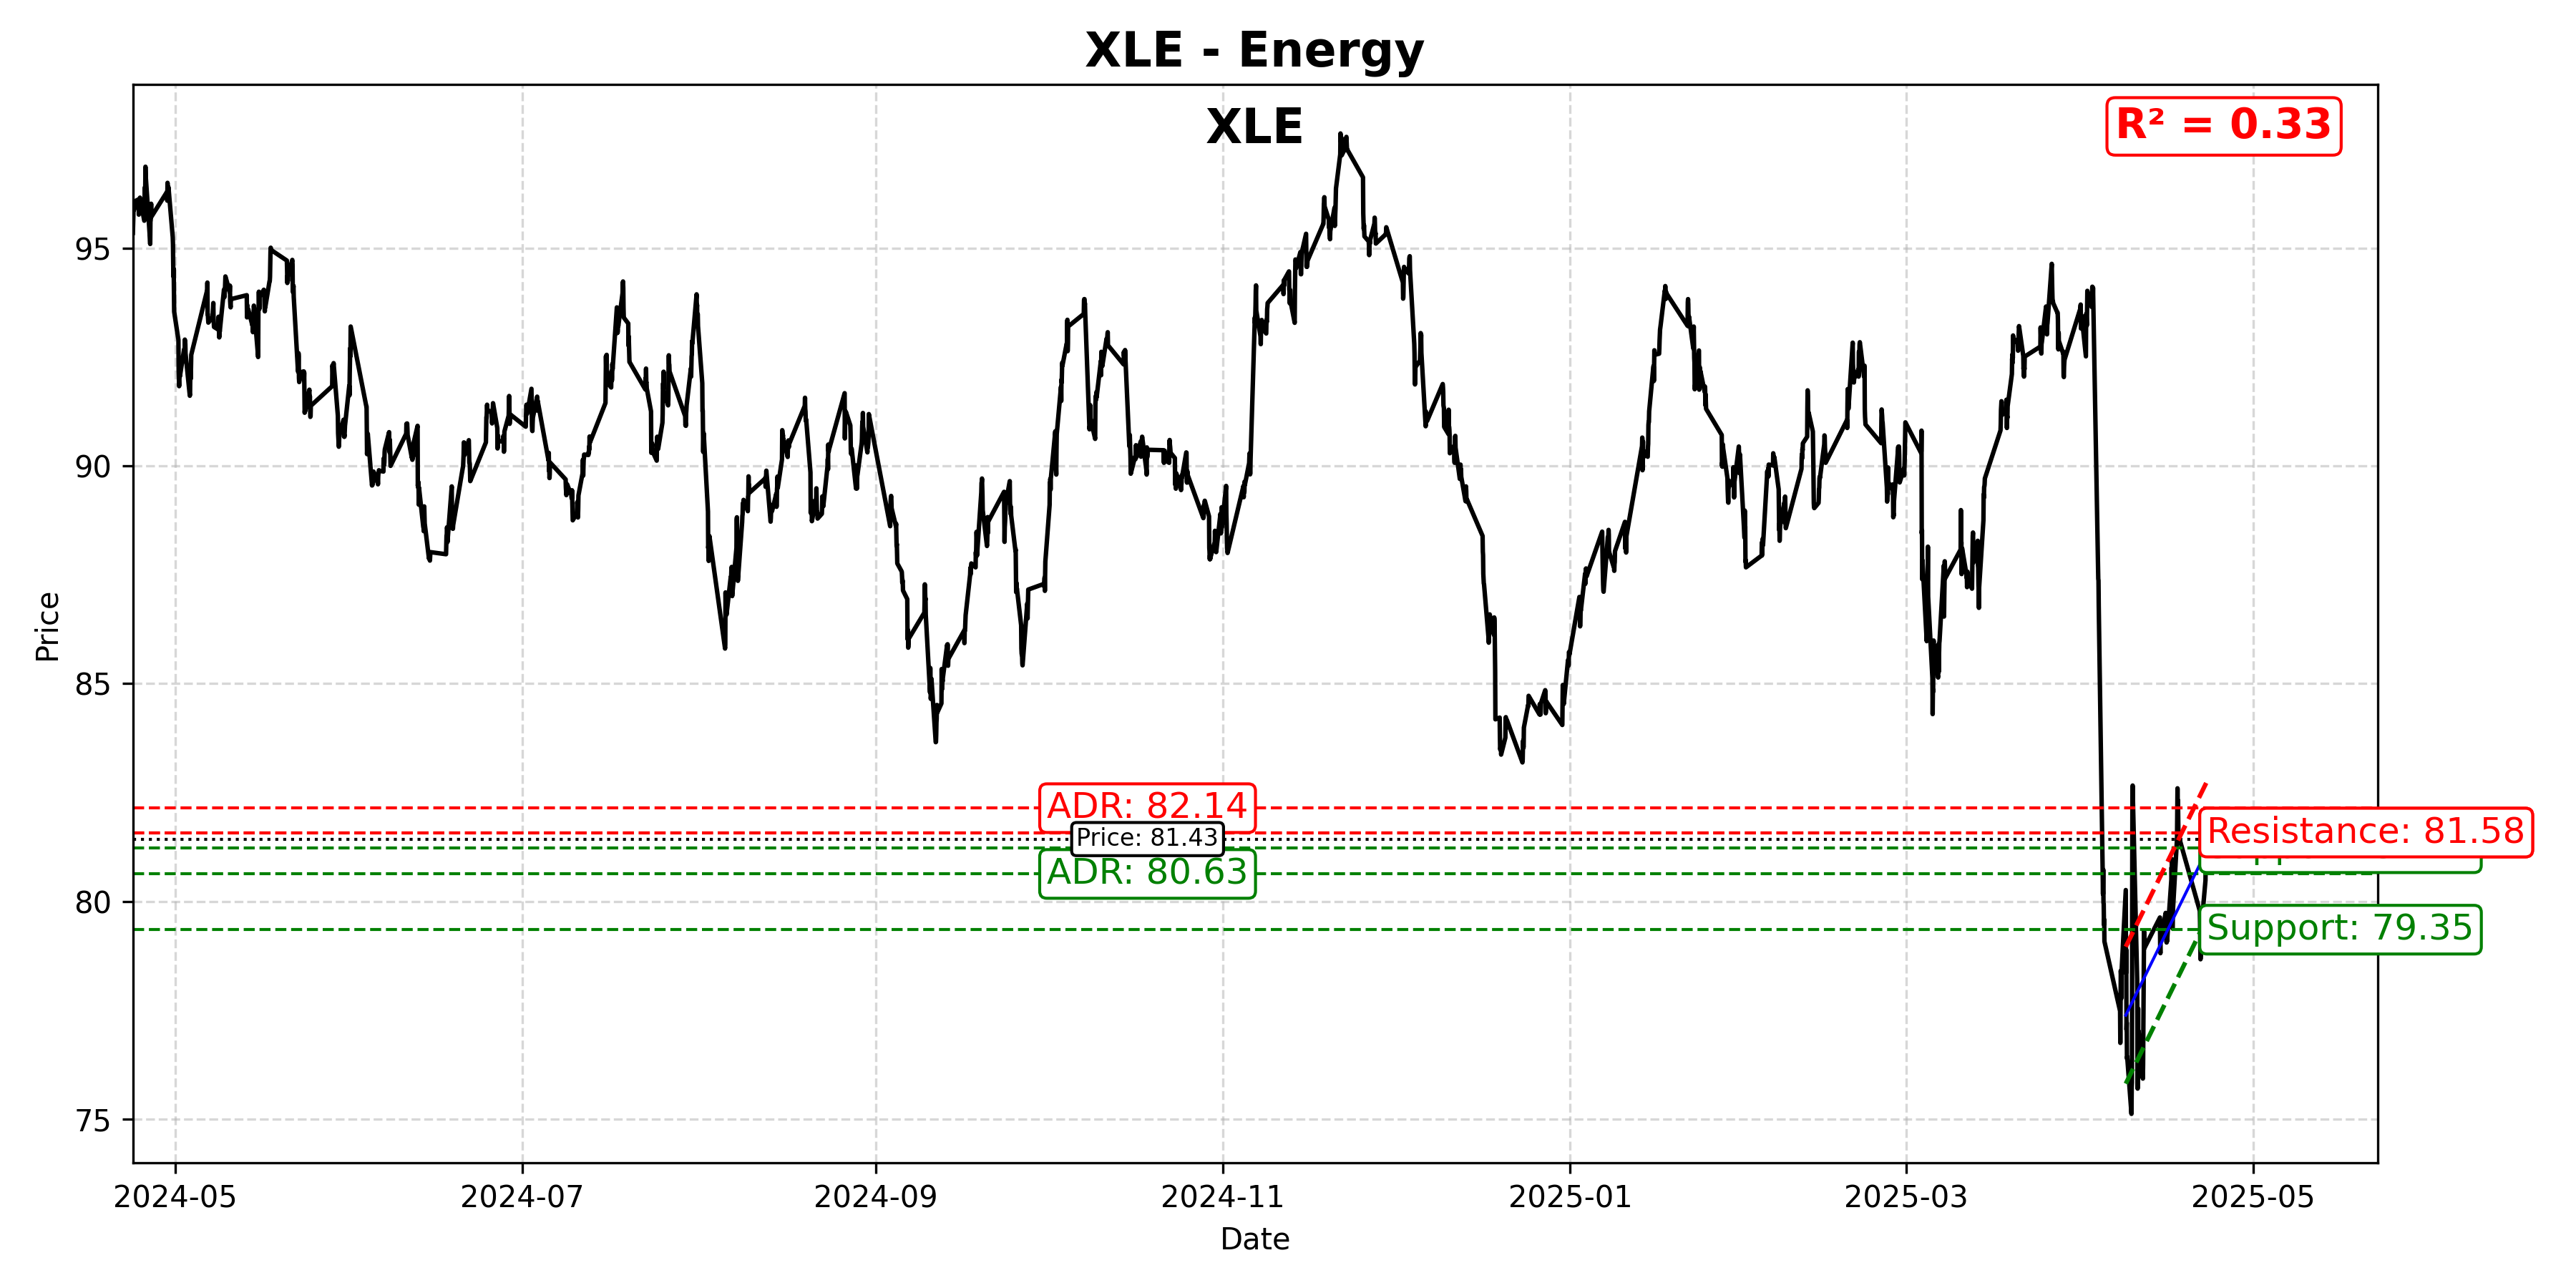 XLE - Energy
XLE
R² = 0.33
95
90
85
80
75
Price
ADR: 82.14
Price: 81.43
ADR: 80.63
Resistance: 81.58
Support: 79.35
2024-05
2024-07
2024-09
2024-11
2025-01
2025-03
2025-05
Date